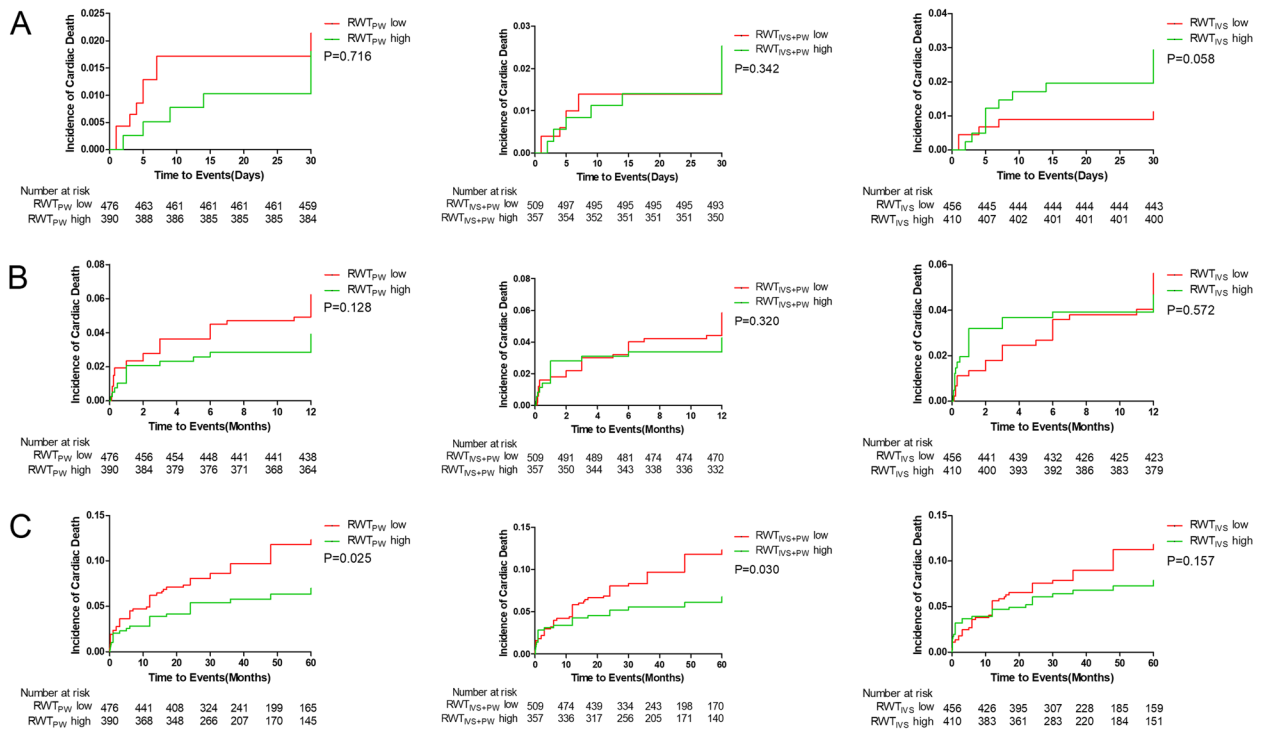 A
Incidence of Cardiac Death
0.025
0.020
0.015
0.010
0.005
0.000
0 5 10 15 20 25 30
Time to Events(Days)
RWTPW low
RWTPW high
P=0.716
Number at risk
RWTPW low 476 463 461 461 461 461 459
RWTPW high 390 388 386 385 385 385 384
Incidence of Cardiac Death
0.03
0.02
0.01
0.00
0 5 10 15 20 25 30
Time to Events(Days)
RWTIVS+PW low
RWTIVS+PW high
P=0.342
Number at risk
RWTIVS+PW low 509 497 495 495 495 495 493
RWTIVS+PW high 357 354 352 351 351 351 350
Incidence of Cardiac Death
0.04
0.03
0.02
0.01
0.00
0 5 10 15 20 25 30
Time to Events(Days)
RWTIVS low
RWTIVS high
P=0.058
Number at risk
RWTIVS low 456 445 444 444 444 444 443
RWTIVS high 410 407 402 401 401 401 400
B
Incidence of Cardiac Death
0.08
0.06
0.04
0.02
0.00
0 2 4 6 8 10 12
Time to Events(Months)
RWTPW low
RWTPW high
P=0.128
Number at risk
RWTPW low 476 456 454 448 441 441 438
RWTPW high 390 384 379 376 371 368 364
Incidence of Cardiac Death
0.08
0.06
0.04
0.02
0.00
0 2 4 6 8 10 12
Time to Events(Months)
RWTIVS+PW low
RWTIVS+PW high
P=0.320
Number at risk
RWTIVS+PW low 509 491 489 481 474 474 470
RWTIVS+PW high 357 350 344 343 338 336 332
Incidence of Cardiac Death
0.06
0.04
0.02
0.00
0 2 4 6 8 10 12
Time to Events(Months)
RWTIVS low
RWTIVS high
P=0.572
Number at risk
RWTIVS low 456 441 439 432 426 425 423
RWTIVS high 410 400 393 392 386 383 379
C
Incidence of Cardiac Death
0.15
0.10
0.05
0.00
0 10 20 30 40 50 60
Time to Events(Months)
RWTPW low
RWTPW high
P=0.025
Number at risk
RWTPW low 476 441 408 324 241 199 165
RWTPW high 390 368 348 266 207 170 145
Incidence of Cardiac Death
0.15
0.10
0.05
0.00
0 10 20 30 40 50 60
Time to Events(Months)
RWTIVS+PW low
RWTIVS+PW high
P=0.030
Number at risk
RWTIVS+PW low 509 474 439 334 243 198 170
RWTIVS+PW high 357 336 317 256 205 171 140
Incidence of Cardiac Death
0.15
0.10
0.05
0.00
0 10 20 30 40 50 60
Time to Events(Months)
RWTIVS low
RWTIVS high
P=0.157
Number at risk
RWTIVS low 456 426 395 307 228 185 159
RWTIVS high 410 383 361 283 220 184 151